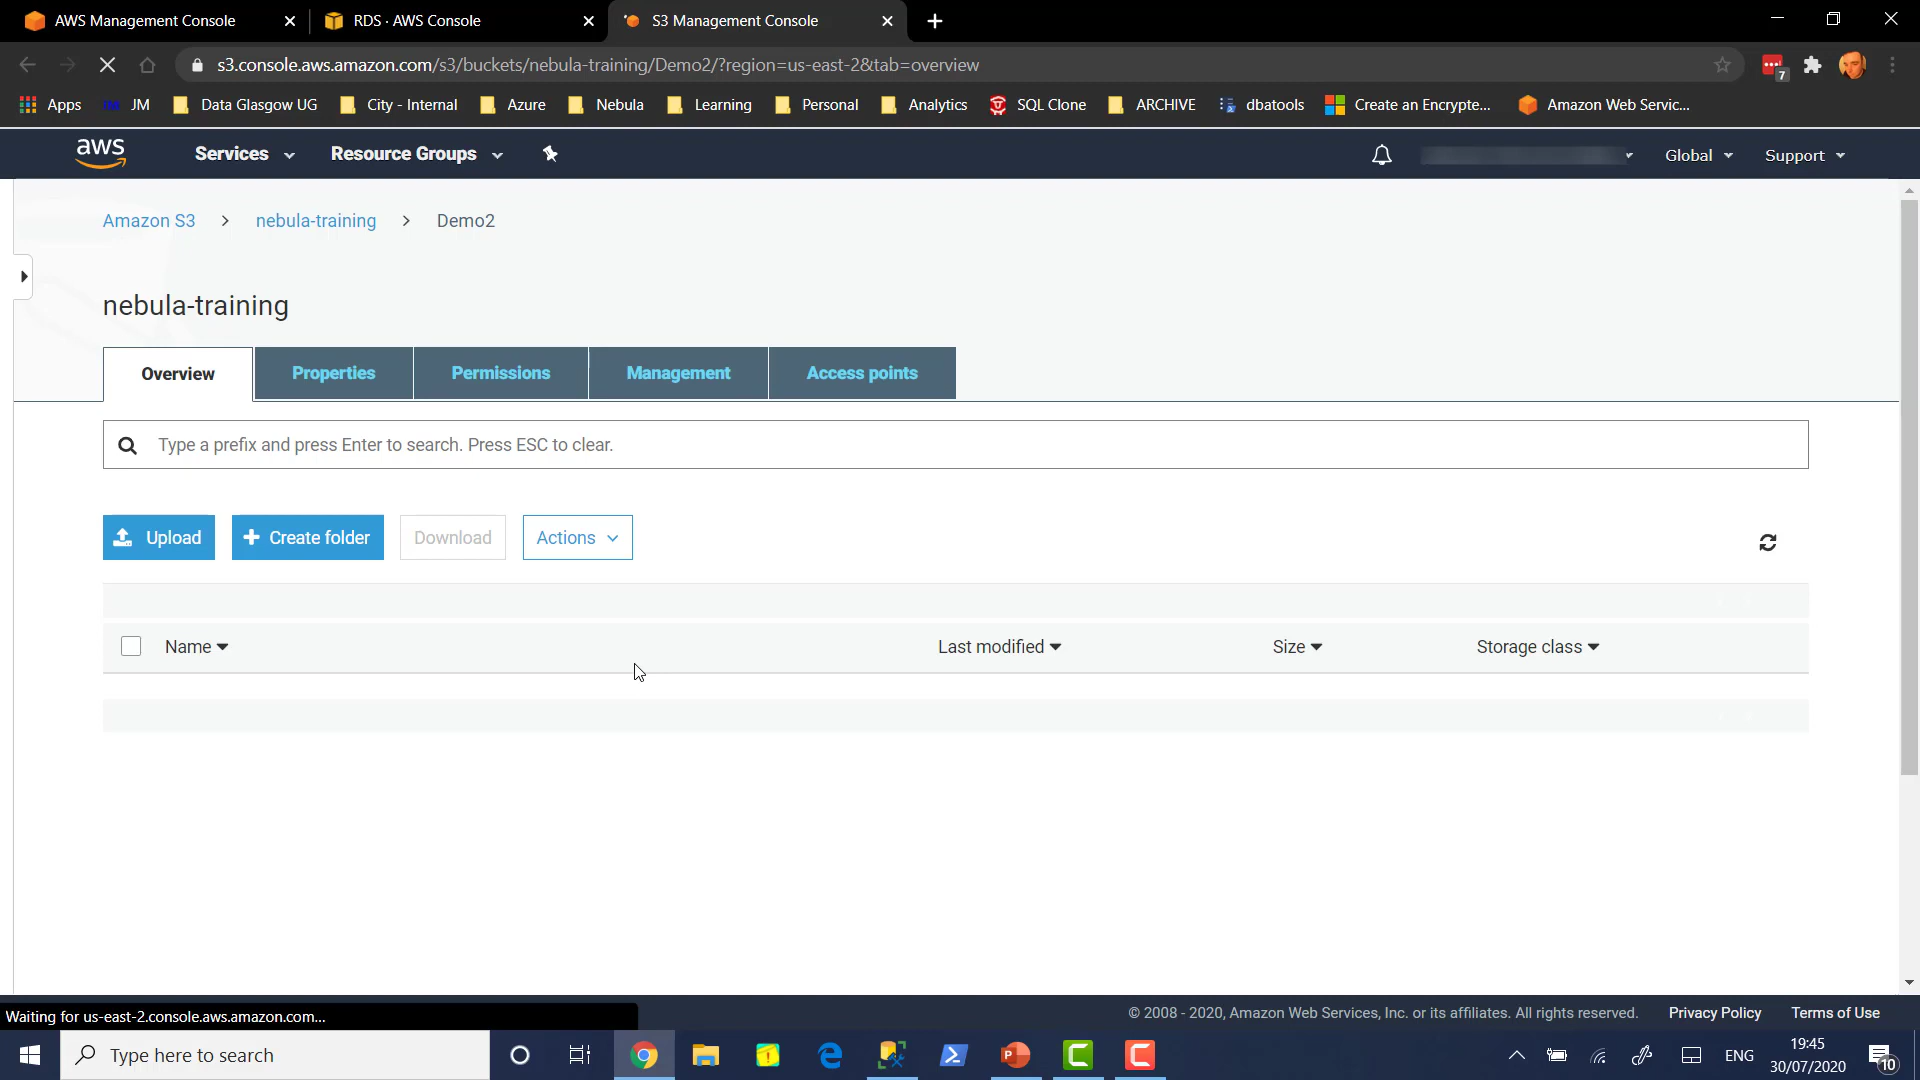 AWS Management Console
RDS · AWS Console
S3 Management Console
s3.console.aws.amazon.com/s3/buckets/nebula-training/Demo2/?region=us-east-2&tab=overview
7
Apps JM Data Glasgow UG City - Internal Azure Nebula Learning Personal Analytics SQL Clone ARCHIVE dbatools Create an Encrypte... Amazon Web Servic...
aws Services Resource Groups Global Support
Amazon S3 > nebula-training > Demo2
nebula-training
Overview Properties Permissions Management Access points
Type a prefix and press Enter to search. Press ESC to clear.
Upload + Create folder Download Actions
Name Last modified Size Storage class
© 2008 - 2020, Amazon Web Services, Inc. or its affiliates. All rights reserved. Privacy Policy Terms of Use
Waiting for us-east-2.console.aws.amazon.com...
Type here to search
ENG
19:45
30/07/2020
10